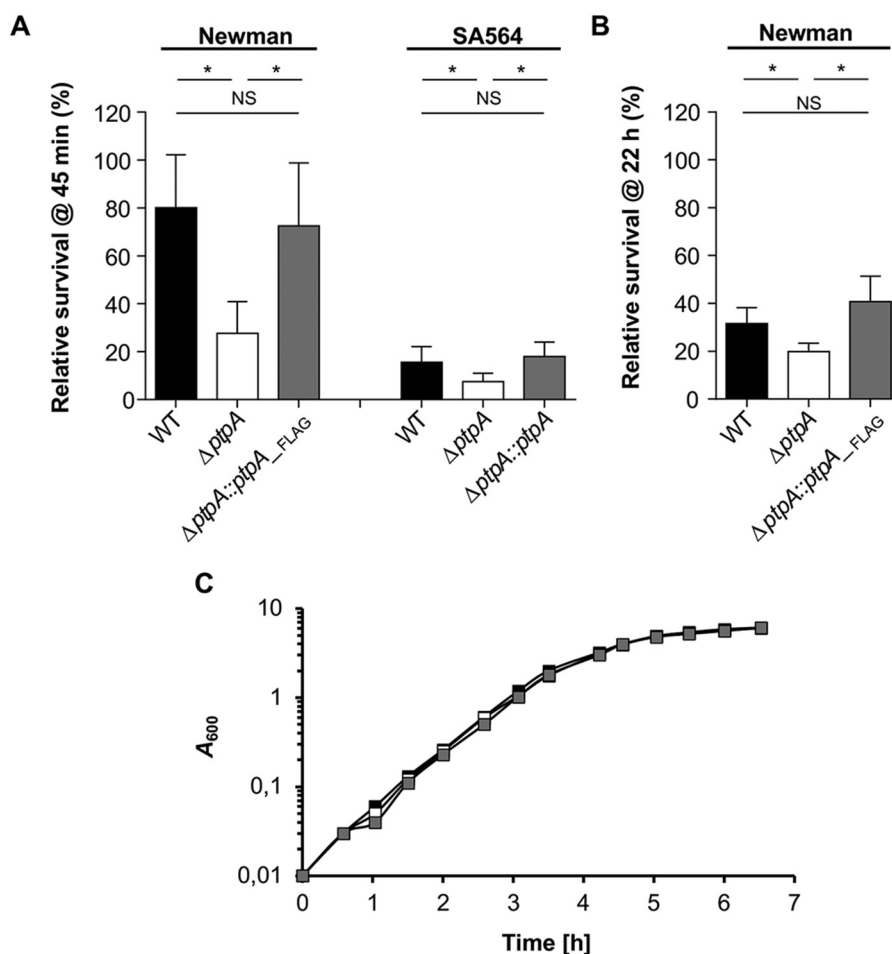 A
Newman
SA564
* *
* *
NS
NS
Relative survival @ 45 min (%)
120
100
80
60
40
20
0
WT
ΔptpA
ΔptpA::ptpA_FLAG
WT
ΔptpA
ΔptpA::ptpA
B
Newman
* *
NS
Relative survival @ 22 h (%)
120
100
80
60
40
20
0
WT
ΔptpA
ΔptpA::ptpA_FLAG
C
A600
10
1
0,1
0,01
0 1 2 3 4 5 6 7
Time [h]